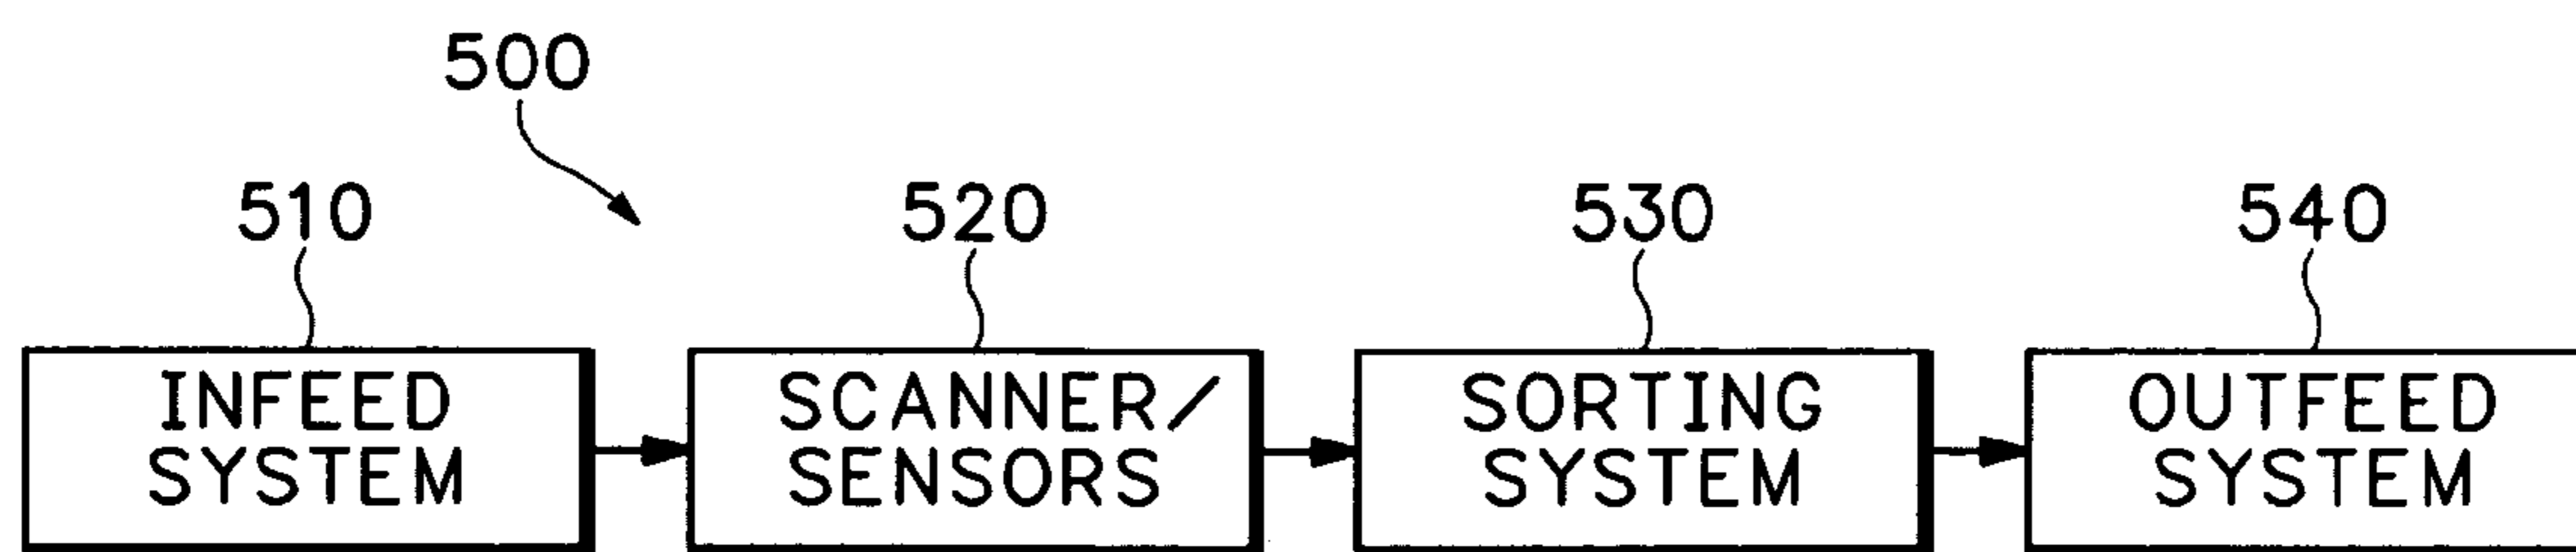 500
510
520
530
540
INFEED
SYSTEM
SCANNER/
SENSORS
SORTING
SYSTEM
OUTFEED
SYSTEM